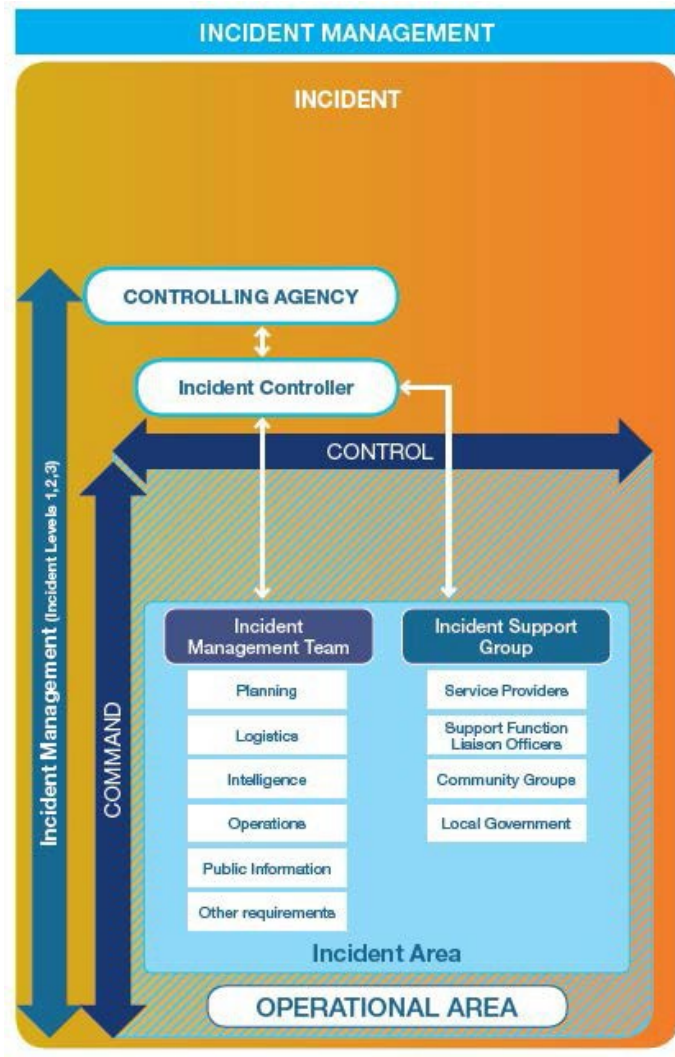 INCIDENT MANAGEMENT
INCIDENT
CONTROLLING AGENCY
Incident Controller
CONTROL
Incident Management (Incident Levels 1,2,3)
COMMAND
Incident
Management Team
Planning
Logistics
Intelligence
Operations
Public Information
Other requirements
Incident Support
Group
Service Providers
Support Function
Liaison Officers
Community Groups
Local Government
Incident Area
OPERATIONAL AREA